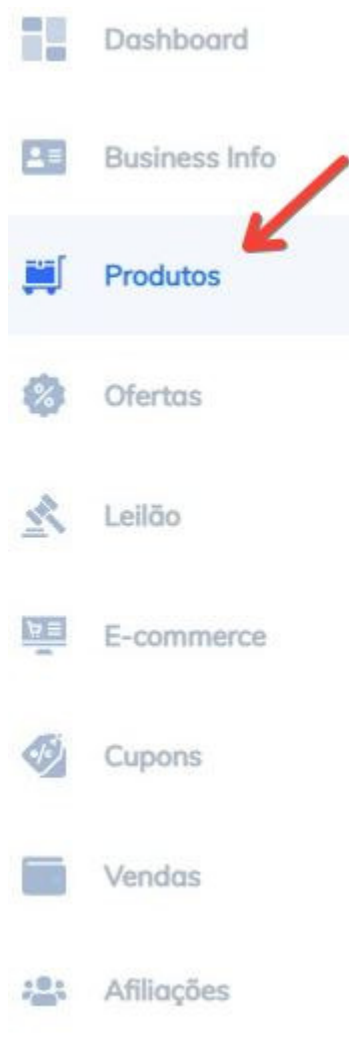 Dashboard
Business Info
Produtos
Ofertas
Leilão
E-commerce
Cupons
Vendas
Afiliações